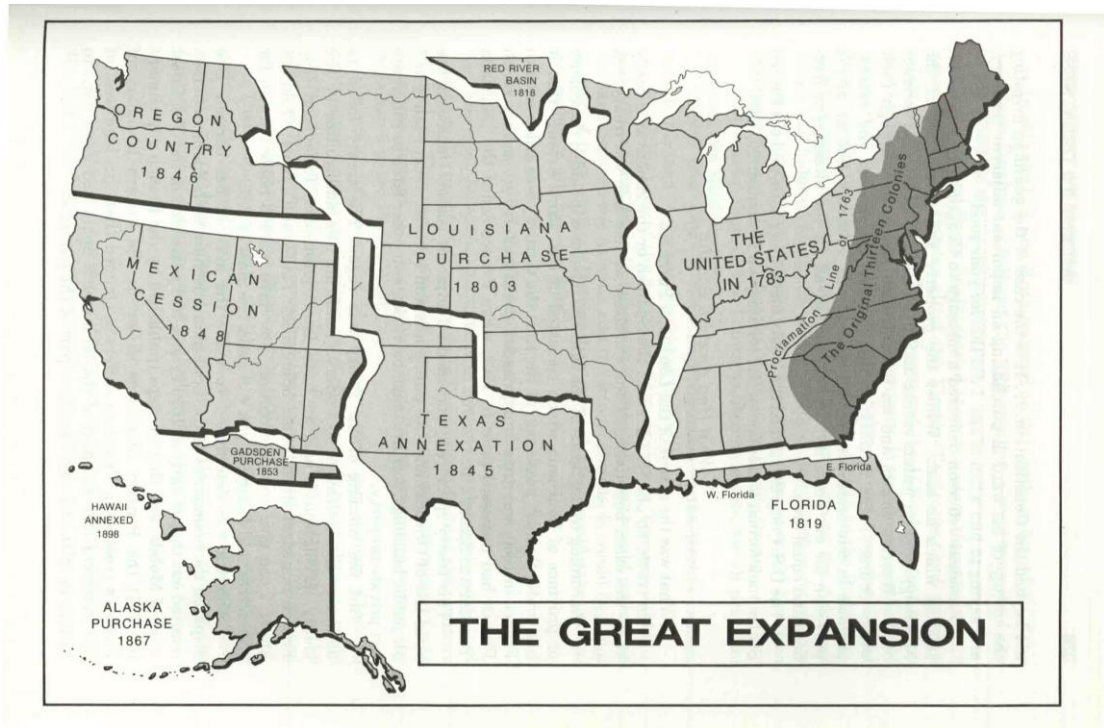 RED RIVER
BASIN
1818
OREGON
COUNTRY
1846
LOUISIANA
PURCHASE
1803
THE
UNITED STATES
IN 1783
Proclamation Line of 1763
The Original Thirteen Colonies
MEXICAN
CESSION
1848
TEXAS
ANNEXATION
1845
GADSDEN
PURCHASE
1853
W. Florida
E. Florida
FLORIDA
1819
HAWAII
ANNEXED
1898
ALASKA
PURCHASE
1867
THE GREAT EXPANSION